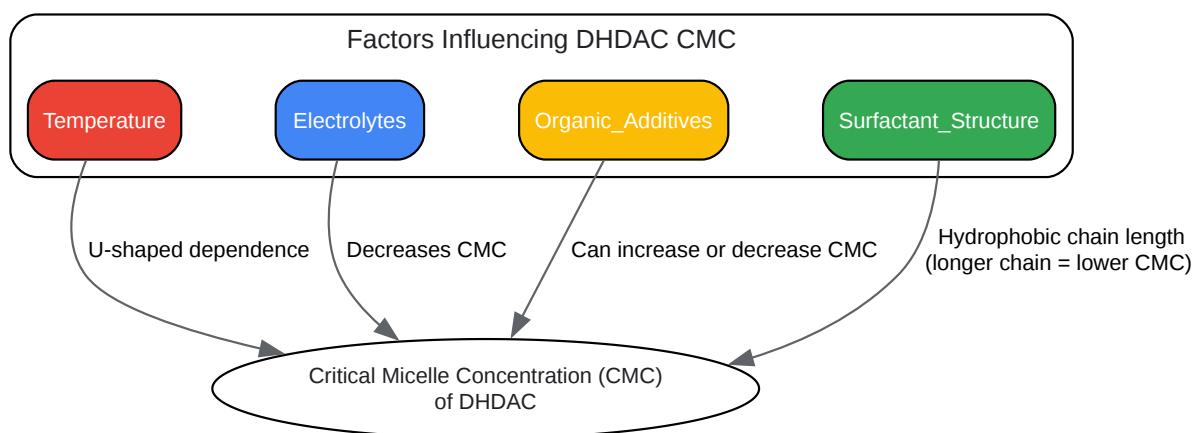 Factors Influencing DHDAC CMC
Temperature
Electrolytes
Organic_Additives
Surfactant_Structure
U-shaped dependence
Decreases CMC
Can increase or decrease CMC
Hydrophobic chain length
(longer chain = lower CMC)
Critical Micelle Concentration (CMC)
of DHDAC